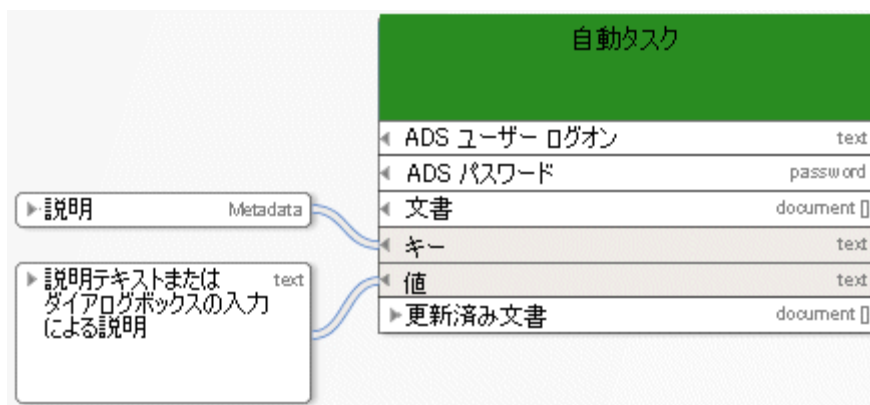 自動タスク
ADS ユーザー ログオン text
ADS パスワード password
説明 Metadata
文書 document []
キー text
説明テキストまたは text
ダイアログボックスの入力
による説明
値 text
更新済み文書 document []